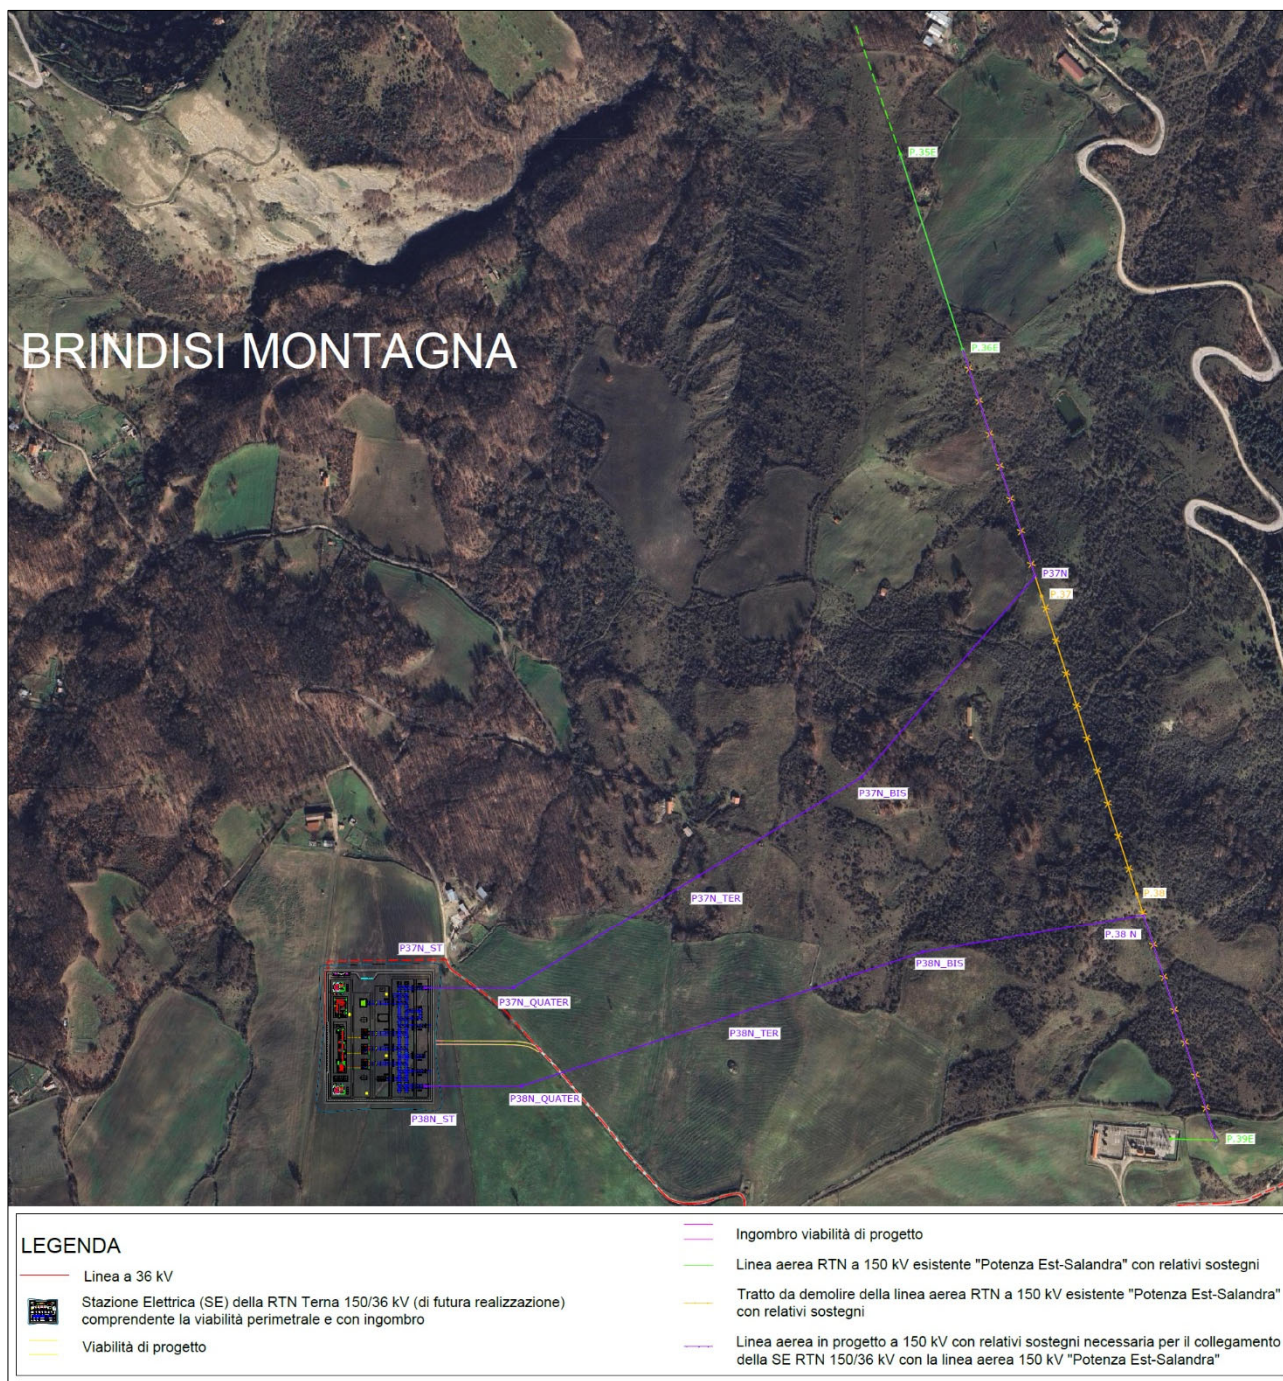 P.35E
BRINDISI MONTAGNA
P.36E
P37N
P.37
P37N_BIS
P37N_TER
P.38
P.38 N
P37N_ST
P38N_BIS
P37N_QUATER
P38N_TER
P38N_QUATER
P38N_ST
P.39E
LEGENDA
Linea a 36 kV
Stazione Elettrica (SE) della RTN Terna 150/36 kV (di futura realizzazione)
comprendente la viabilità perimetrale e con ingombro
Viabilità di progetto
Ingombro viabilità di progetto
Linea aerea RTN a 150 kV esistente "Potenza Est-Salandra" con relativi sostegni
Tratto da demolire della linea aerea RTN a 150 kV esistente "Potenza Est-Salandra"
con relativi sostegni
Linea aerea in progetto a 150 kV con relativi sostegni necessaria per il collegamento
della SE RTN 150/36 kV con la linea aerea 150 kV "Potenza Est-Salandra"